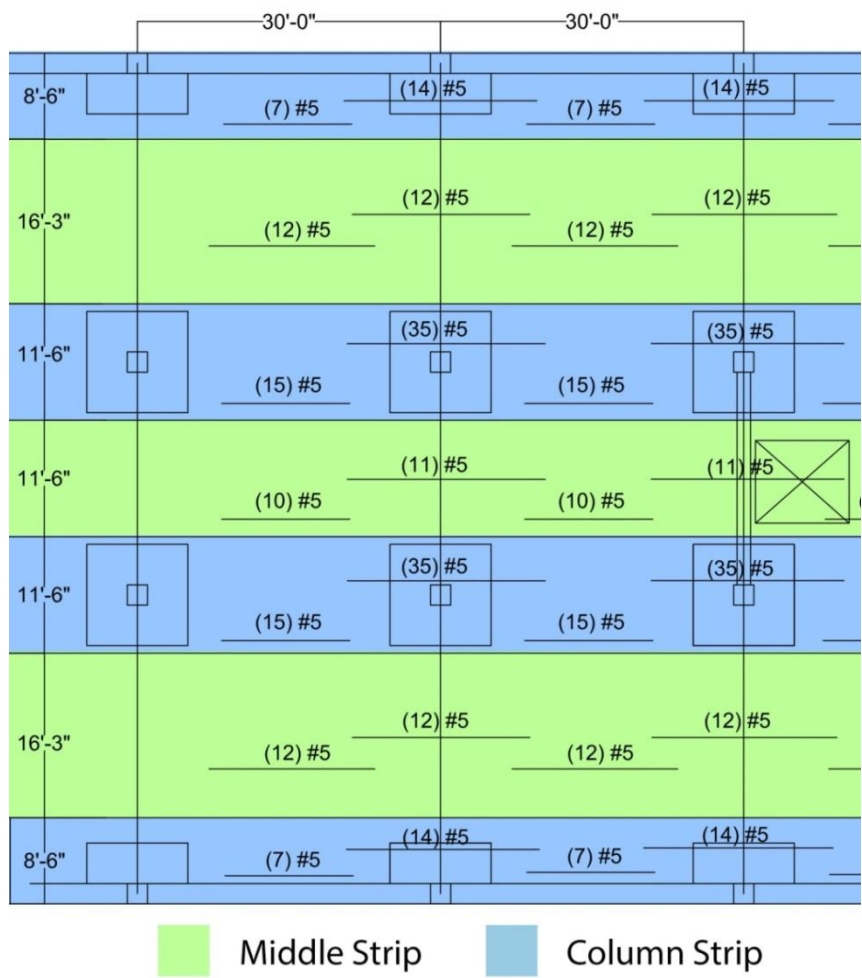 30'-0" 30'-0"
8'-6" (14) #5 (14) #5
(7) #5 (7) #5
16'-3" (12) #5 (12) #5
(12) #5 (12) #5
11'-6" (35) #5 (35) #5
(15) #5 (15) #5
11'-6" (11) #5 (11) #5
(10) #5 (10) #5
11'-6" (35) #5 (35) #5
(15) #5 (15) #5
16'-3" (12) #5 (12) #5
(12) #5 (12) #5
8'-6" (14) #5 (14) #5
(7) #5 (7) #5
Middle Strip Column Strip